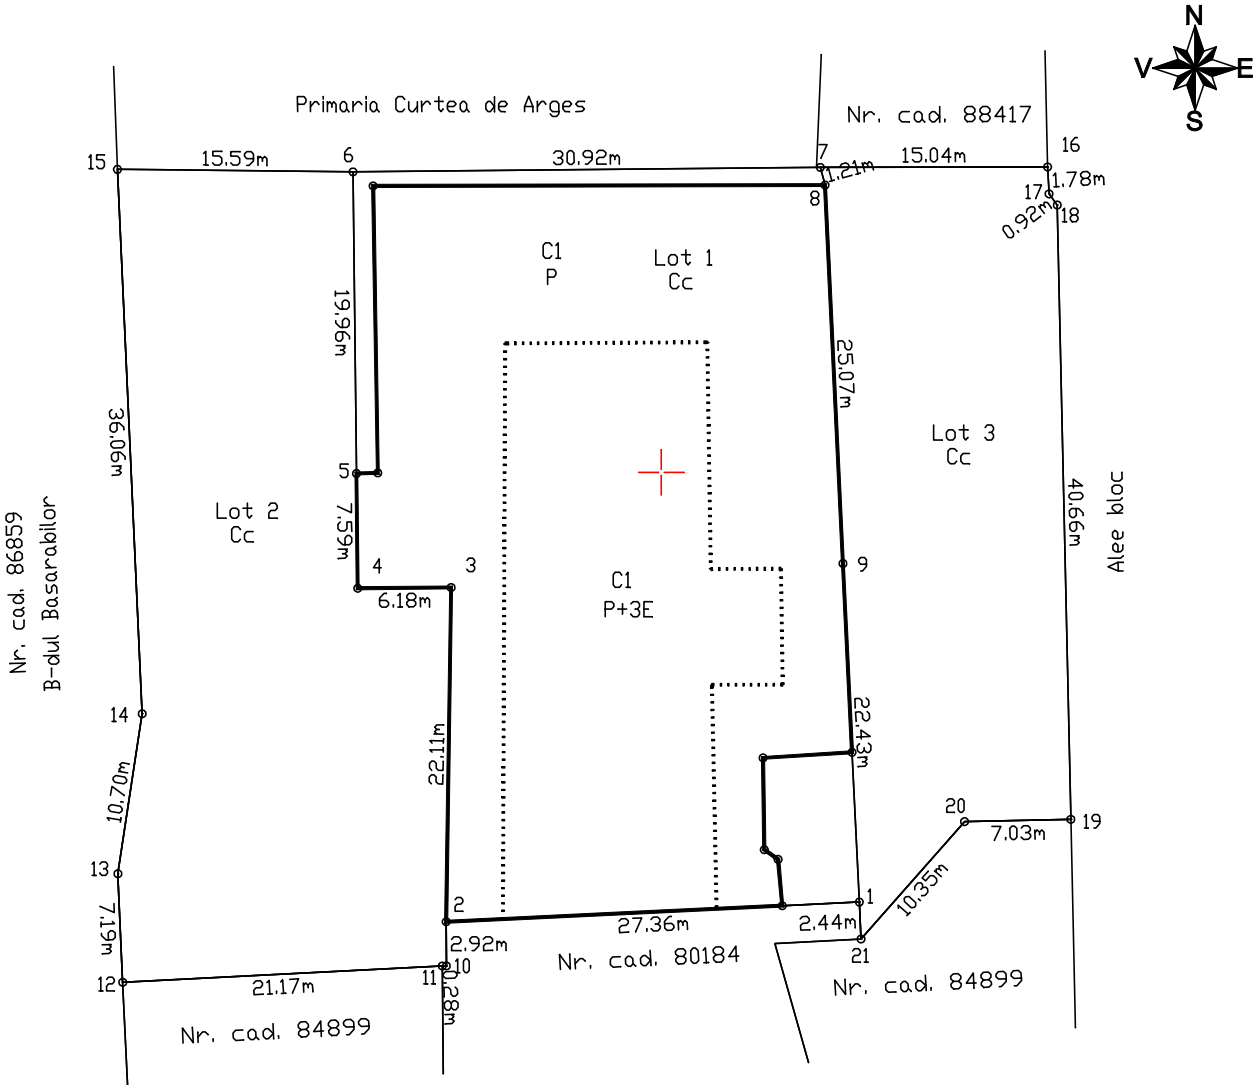 N
V
E
S
Primaria Curtea de Arges
Nr. cad. 88417
15
15.59m
6
30.92m
7
1.21m
15.04m
16
1.78m
17
0.92m
18
8
C1
P
Lot 1
Cc
19.96m
25.07m
36.06m
Lot 3
Cc
5
7.59m
40.66m
Alee bloc
Nr. cad. 86859
B-dul Basarabilor
Lot 2
Cc
4
3
6.18m
9
C1
P+3E
14
22.11m
22.43m
10.70m
20
7.03m
19
13
10.35m
7.19m
2
1
27.36m
2.44m
2.92m
Nr. cad. 80184
21
12
21.17m
11
10
0.28m
Nr. cad. 84899
Nr. cad. 84899